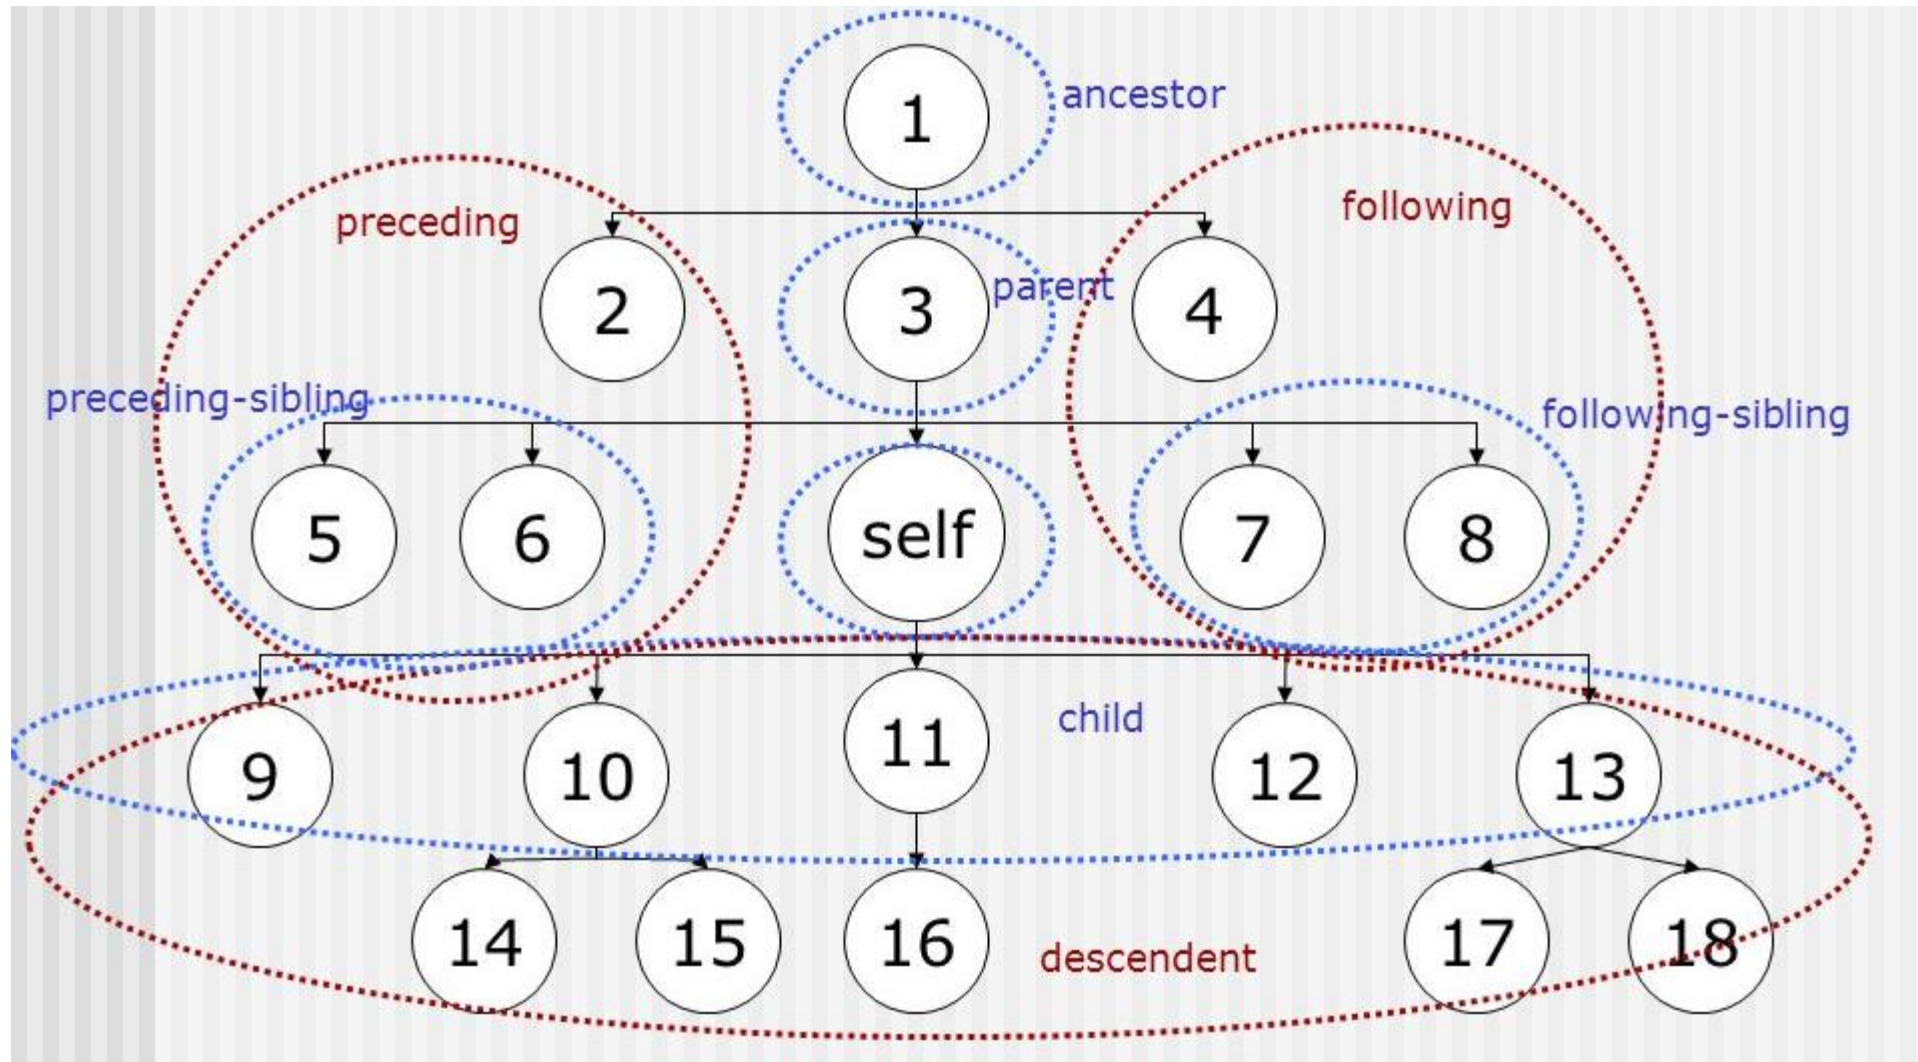 1
ancestor
preceding
following
2
3
parent
4
preceding-sibling
following-sibling
5
6
self
7
8
9
10
11
child
12
13
14
15
16
descendent
17
18